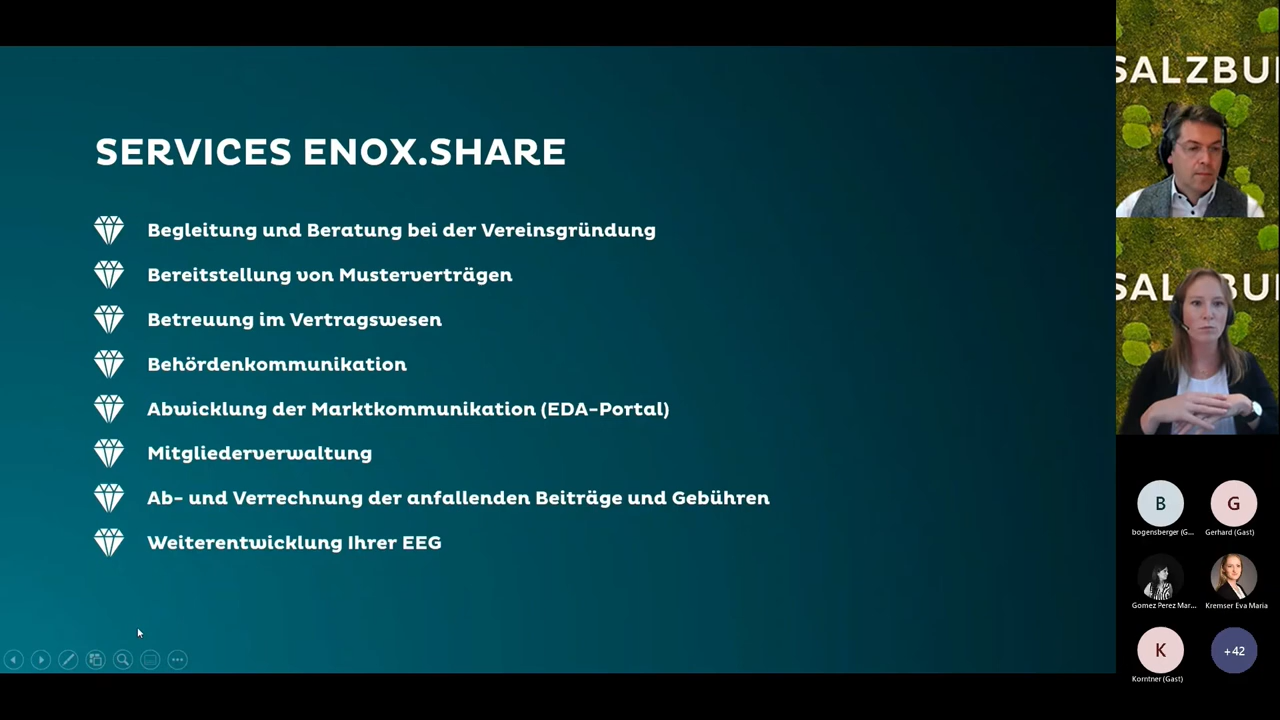 SERVICES ENOX.SHARE
Begleitung und Beratung bei der Vereinsgründung
Bereitstellung von Musterverträgen
Betreuung im Vertragswesen
Behördenkommunikation
Abwicklung der Marktkommunikation (EDA-Portal)
Mitgliederverwaltung
Ab- und Verrechnung der anfallenden Beiträge und Gebühren
Weiterentwicklung Ihrer EEG
SALZBU
SALZBU
B
G
bogensberger (G...
Gerhard (Gast)
Gomez Perez Mar...
Kremser Eva Maria
K
+42
Korntner (Gast)